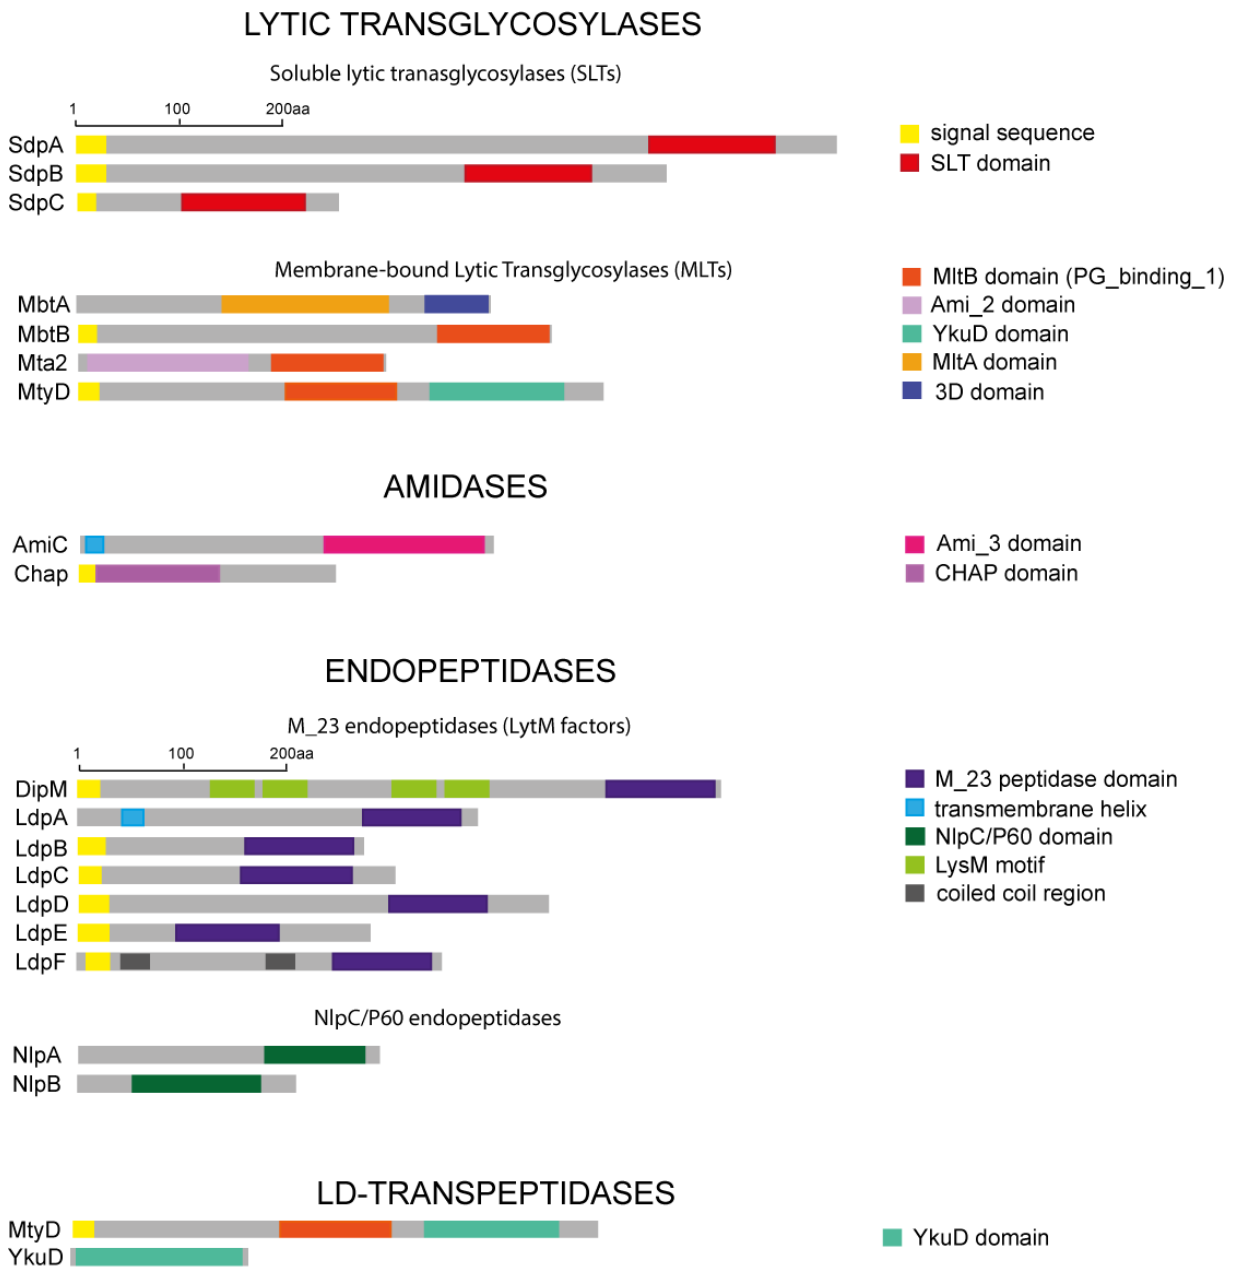 LYTIC TRANSGLYCOSYLASES
Soluble lytic tranasglycosylases (SLTs)
1 100 200aa
SdpA
SdpB
SdpC
signal sequence
SLT domain
Membrane-bound Lytic Transglycosylases (MLTs)
MbtA
MbtB
Mta2
MtyD
MltB domain (PG_binding_1)
Ami_2 domain
YkuD domain
MltA domain
3D domain
AMIDASES
AmiC
Chap
Ami_3 domain
CHAP domain
ENDOPEPTIDASES
M_23 endopeptidases (LytM factors)
1 100 200aa
DipM
LdpA
LdpB
LdpC
LdpD
LdpE
LdpF
M_23 peptidase domain
transmembrane helix
NlpC/P60 domain
LysM motif
coiled coil region
NlpC/P60 endopeptidases
NlpA
NlpB
LD-TRANSPEPTIDASES
MtyD
YkuD
YkuD domain